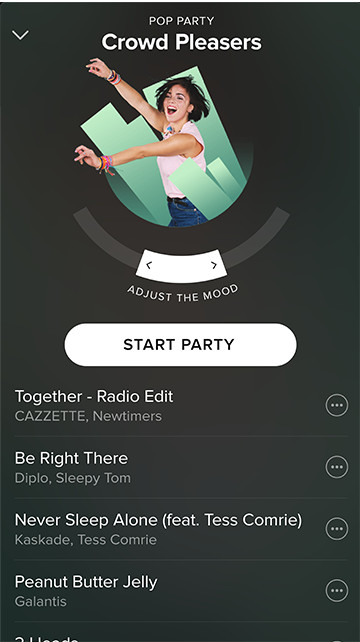 POP PARTY
Crowd Pleasers
ADJUST THE MOOD
START PARTY
Together - Radio Edit
CAZZETTE, Newtimers
Be Right There
Diplo, Sleepy Tom
Never Sleep Alone (feat. Tess Comrie)
Kaskade, Tess Comrie
Peanut Butter Jelly
Galantis